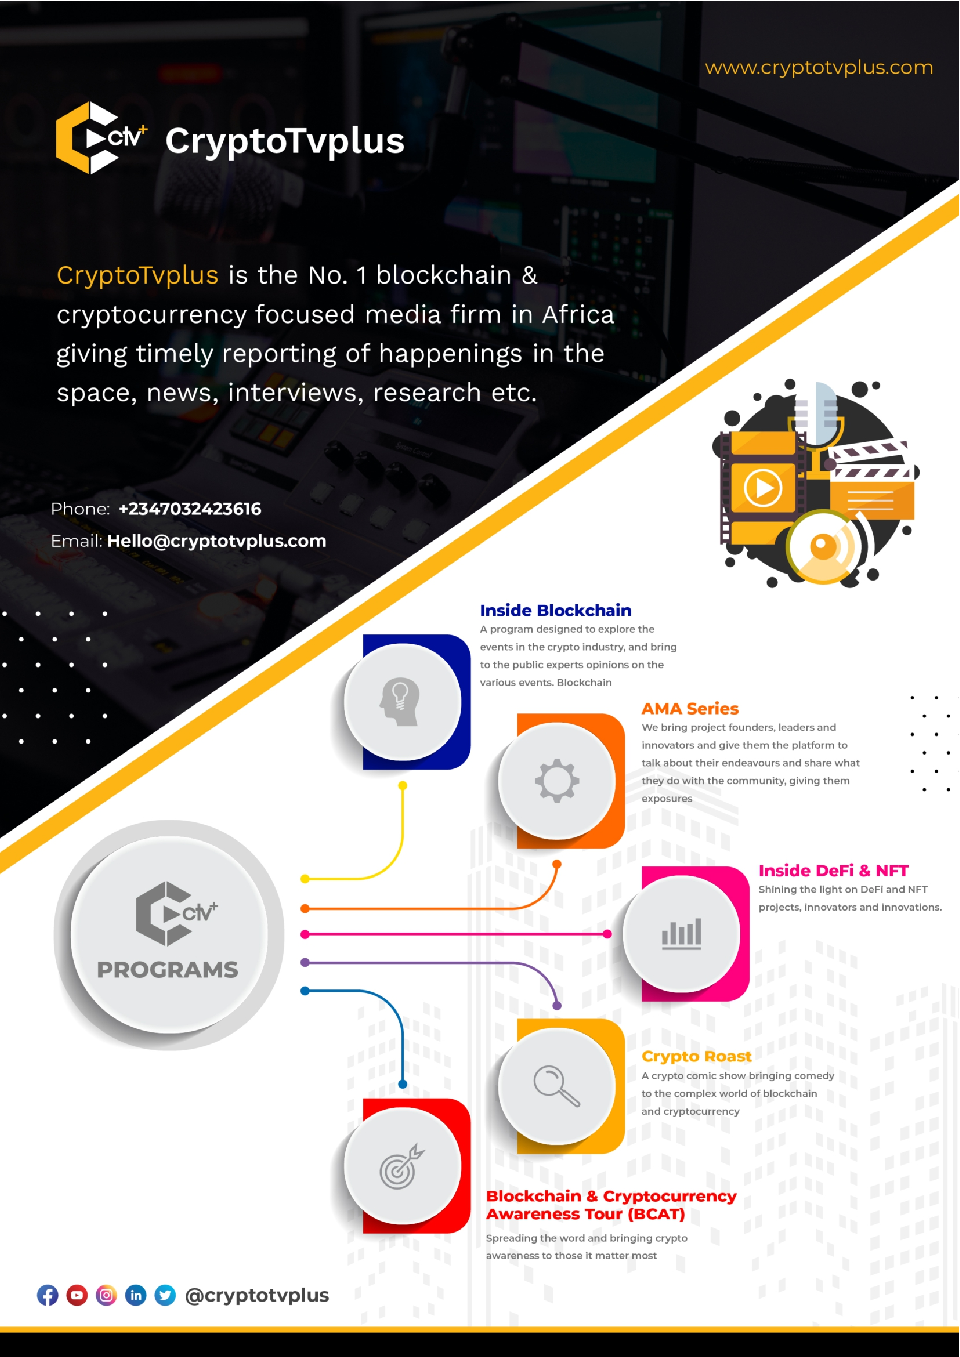 www.cryptotvplus.com
ctv+ CryptoTvplus
CryptoTvplus is the No. 1 blockchain &
cryptocurrency focused media firm in Africa
giving timely reporting of happenings in the
space, news, interviews, research etc.
Phone: +2347032423616
Email: Hello@cryptotvplus.com
Inside Blockchain
A program designed to explore the
events in the crypto industry, and bring
to the public experts opinions on the
various events. Blockchain
AMA Series
We bring project founders, leaders and
innovators and give them the platform to
talk about their endeavours and share what
they do with the community, giving them
exposures
Inside DeFi & NFT
Shining the light on DeFI and NFT
projects, innovators and innovations.
ctv+
PROGRAMS
Crypto Roast
A crypto comic show bringing comedy
to the complex world of blockchain
and cryptocurrency
Blockchain & Cryptocurrency
Awareness Tour (BCAT)
Spreading the word and bringing crypto
awareness to those it matter most
@cryptotvplus